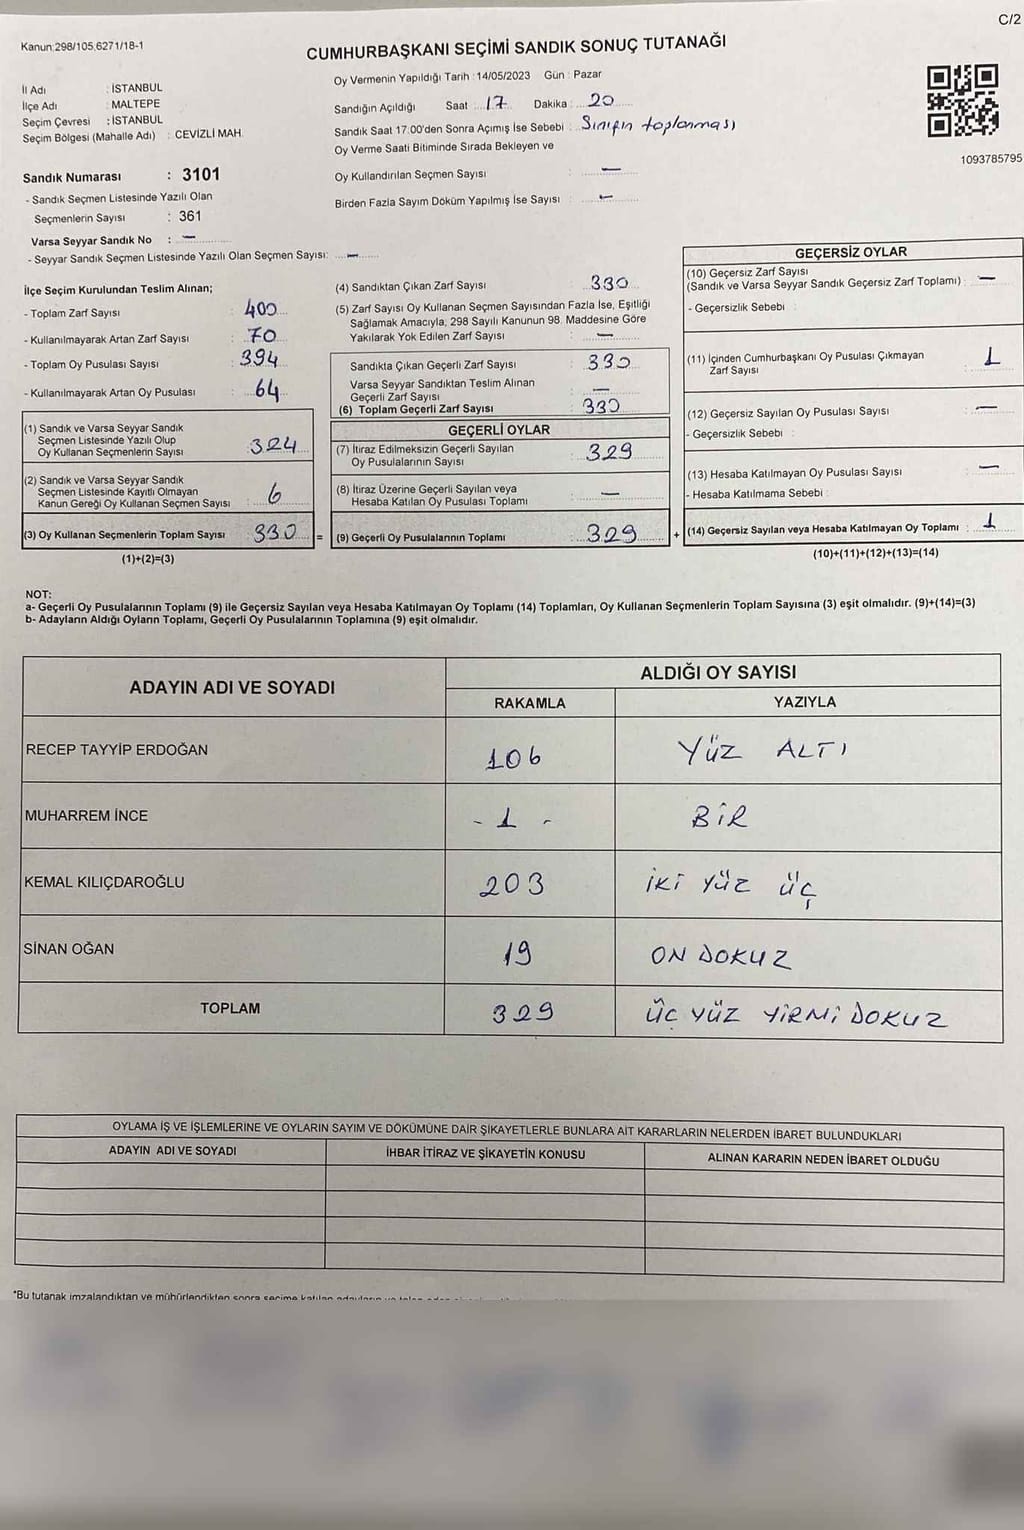 C/2
Kanun:298/105,6271/18-1
CUMHURBAŞKANI SEÇİMİ SANDIK SONUÇ TUTANAĞI
İl Adı : İSTANBUL
İlçe Adı : MALTEPE
Seçim Çevresi : İSTANBUL
Seçim Bölgesi (Mahalle Adı) : CEVİZLİ MAH.
Oy Vermenin Yapıldığı Tarih : 14/05/2023 Gün : Pazar
Sandığın Açıldığı Saat : 17 Dakika : 20
Sandık Saat 17:00'den Sonra Açımış İse Sebebi : Sınıfın toplanması
Oy Verme Saati Bitiminde Sırada Bekleyen ve
Oy Kullandırılan Seçmen Sayısı : —
Birden Fazla Sayım Döküm Yapılmış İse Sayısı : —
1093785795
Sandık Numarası : 3101
- Sandık Seçmen Listesinde Yazılı Olan
Seçmenlerin Sayısı : 361
Varsa Seyyar Sandık No : —
- Seyyar Sandık Seçmen Listesinde Yazılı Olan Seçmen Sayısı: —
İlçe Seçim Kurulundan Teslim Alınan;
- Toplam Zarf Sayısı : 400
- Kullanılmayarak Artan Zarf Sayısı : 70
- Toplam Oy Pusulası Sayısı : 394
- Kullanılmayarak Artan Oy Pusulası : 64
(1) Sandık ve Varsa Seyyar Sandık
Seçmen Listesinde Yazılı Olup
Oy Kullanan Seçmenlerin Sayısı : 324
(2) Sandık ve Varsa Seyyar Sandık
Seçmen Listesinde Kayıtlı Olmayan
Kanun Gereği Oy Kullanan Seçmen Sayısı : 6
(3) Oy Kullanan Seçmenlerin Toplam Sayısı : 330 =
(1)+(2)=(3)
(4) Sandıktan Çıkan Zarf Sayısı : 330
(5) Zarf Sayısı Oy Kullanan Seçmen Sayısından Fazla İse, Eşitliği
Sağlamak Amacıyla; 298 Sayılı Kanunun 98. Maddesine Göre
Yakılarak Yok Edilen Zarf Sayısı : —
Sandıkta Çıkan Geçerli Zarf Sayısı : 330
Varsa Seyyar Sandıktan Teslim Alınan
Geçerli Zarf Sayısı : —
(6) Toplam Geçerli Zarf Sayısı : 330
GEÇERLİ OYLAR
(7) İtiraz Edilmeksizin Geçerli Sayılan
Oy Pusulalarının Sayısı : 329
(8) İtiraz Üzerine Geçerli Sayılan veya
Hesaba Katılan Oy Pusulası Toplamı : —
(9) Geçerli Oy Pusulalarının Toplamı : 329 +
GEÇERSİZ OYLAR
(10) Geçersiz Zarf Sayısı
(Sandık ve Varsa Seyyar Sandık Geçersiz Zarf Toplamı) : —
- Geçersizlik Sebebi :
(11) İçinden Cumhurbaşkanı Oy Pusulası Çıkmayan
Zarf Sayısı : 1
(12) Geçersiz Sayılan Oy Pusulası Sayısı : —
- Geçersizlik Sebebi :
(13) Hesaba Katılmayan Oy Pusulası Sayısı : —
- Hesaba Katılmama Sebebi :
(14) Geçersiz Sayılan veya Hesaba Katılmayan Oy Toplamı : 1
(10)+(11)+(12)+(13)=(14)
NOT:
a- Geçerli Oy Pusulalarının Toplamı (9) ile Geçersiz Sayılan veya Hesaba Katılmayan Oy Toplamı (14) Toplamları, Oy Kullanan Seçmenlerin Toplam Sayısına (3) eşit olmalıdır. (9)+(14)=(3)
b- Adayların Aldığı Oyların Toplamı, Geçerli Oy Pusulalarının Toplamına (9) eşit olmalıdır.
ADAYIN ADI VE SOYADI ALDIĞI OY SAYISI
RAKAMLA YAZIYLA
RECEP TAYYİP ERDOĞAN 106 YÜZ ALTI
MUHARREM İNCE - 1 - BİR
KEMAL KILIÇDAROĞLU 203 İKİ YÜZ ÜÇ
SİNAN OĞAN 19 ON DOKUZ
TOPLAM 329 ÜÇ YÜZ YİRMİ DOKUZ
OYLAMA İŞ VE İŞLEMLERİNE VE OYLARIN SAYIM VE DÖKÜMÜNE DAİR ŞİKAYETLERLE BUNLARA AİT KARARLARIN NELERDEN İBARET BULUNDUKLARI
ADAYIN ADI VE SOYADI İHBAR İTİRAZ VE ŞİKAYETİN KONUSU ALINAN KARARIN NEDEN İBARET OLDUĞU
*Bu tutanak imzalandıktan ve mühürlendikten sonra seçime katılan